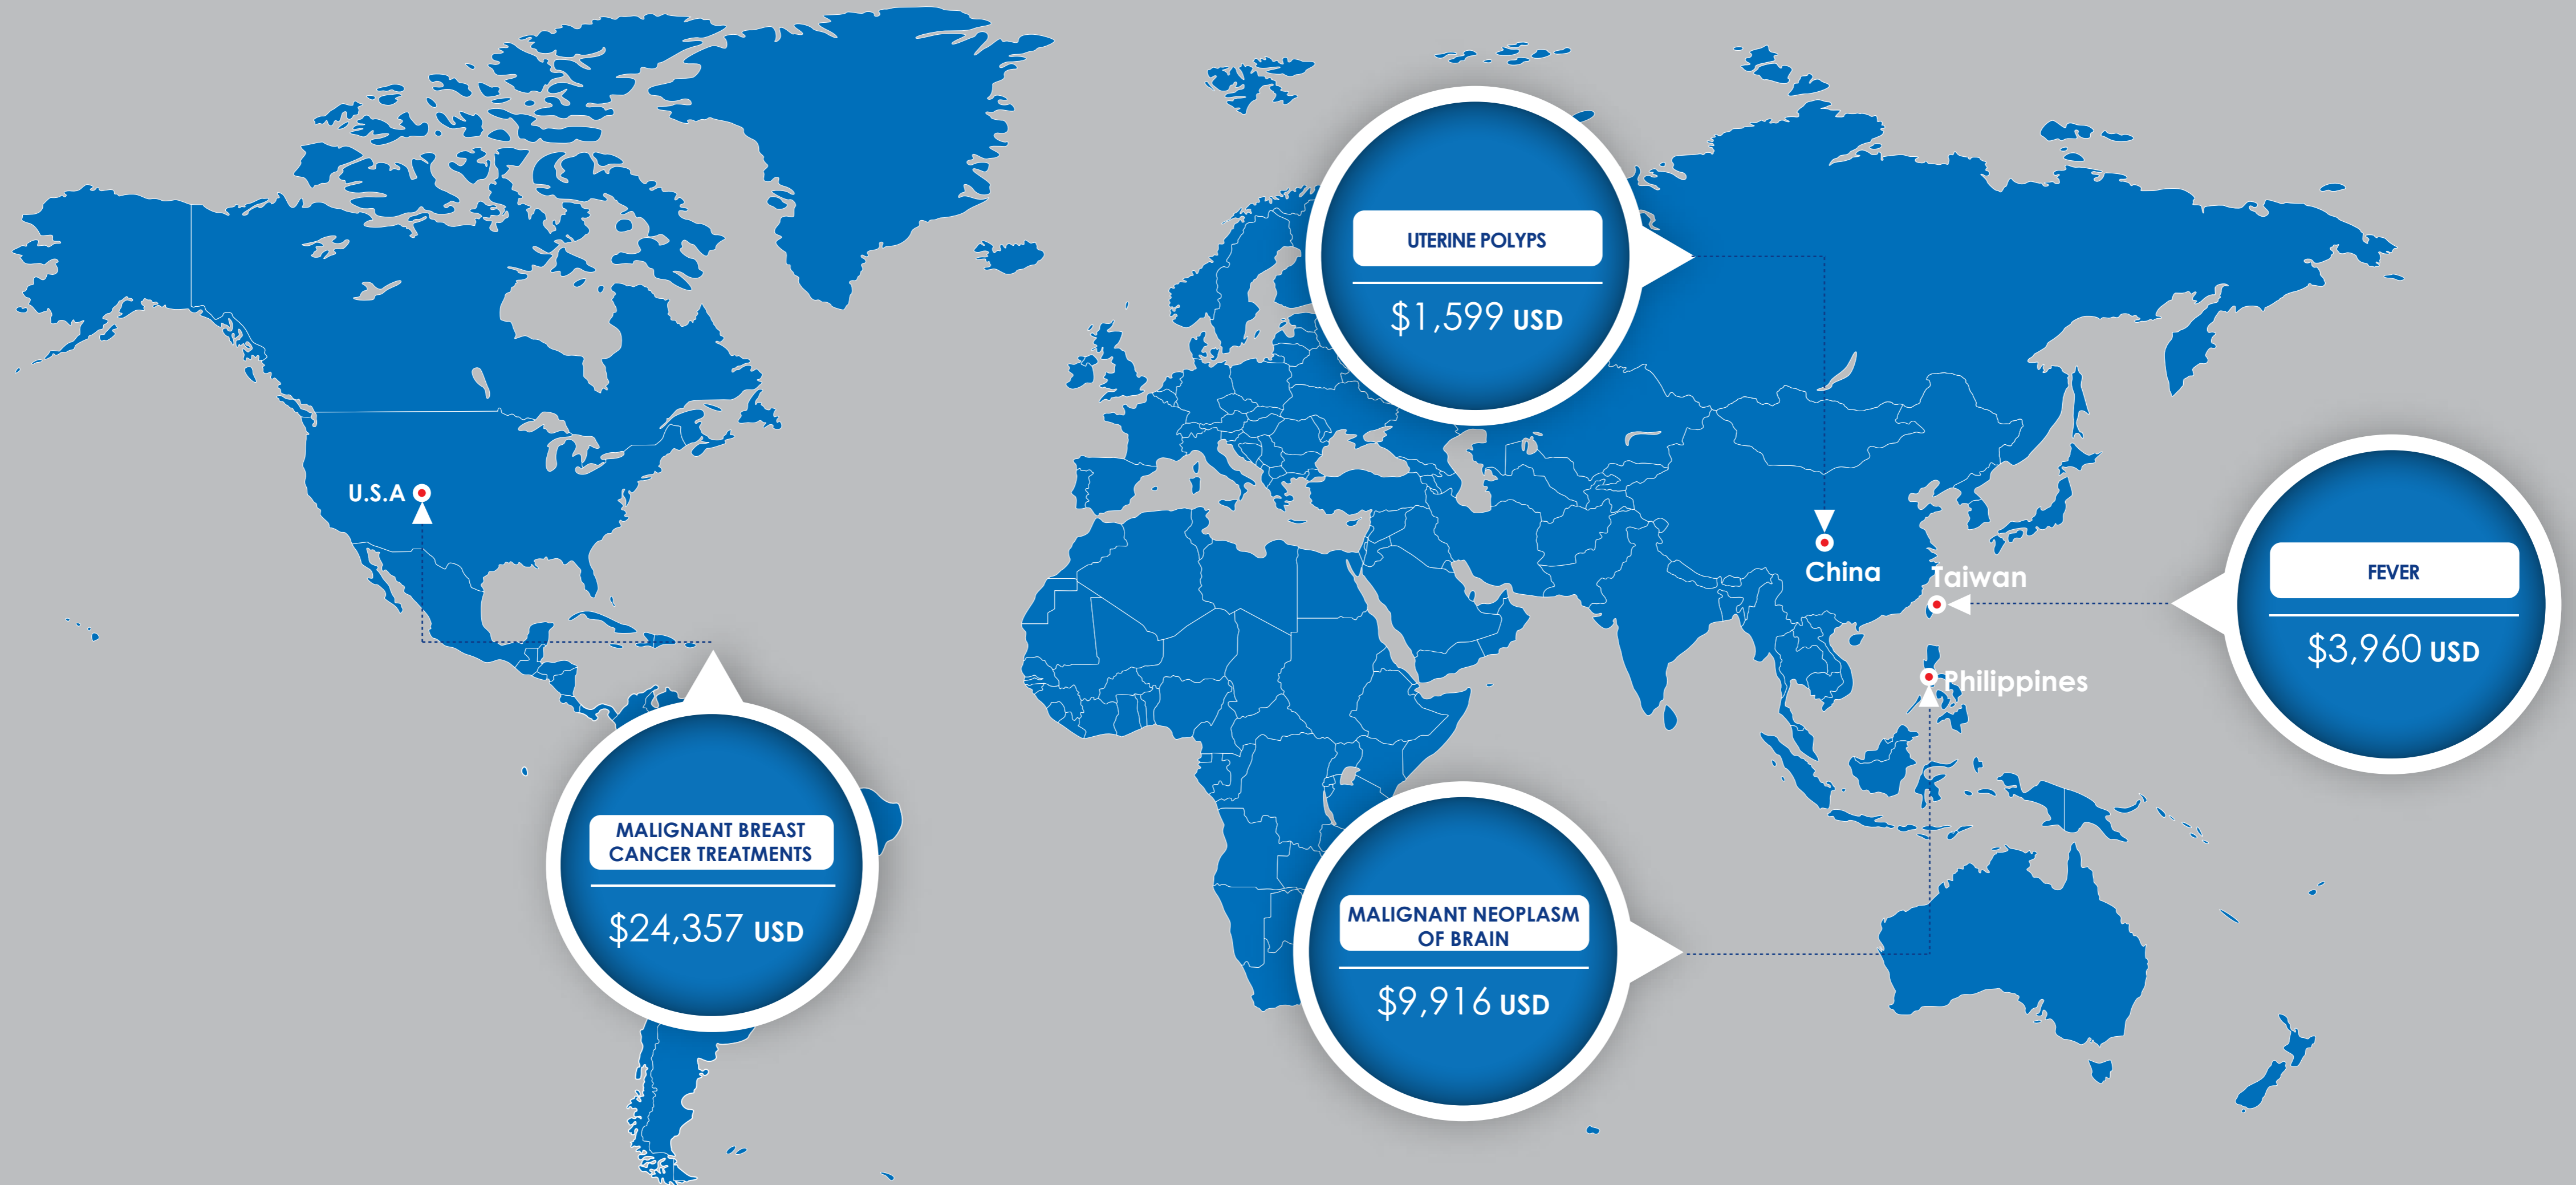 UTERINE POLYPS
$1,599 USD
U.S.A
China
Taiwan
FEVER
$3,960 USD
Philippines
MALIGNANT BREAST
CANCER TREATMENTS
$24,357 USD
MALIGNANT NEOPLASM
OF BRAIN
$9,916 USD